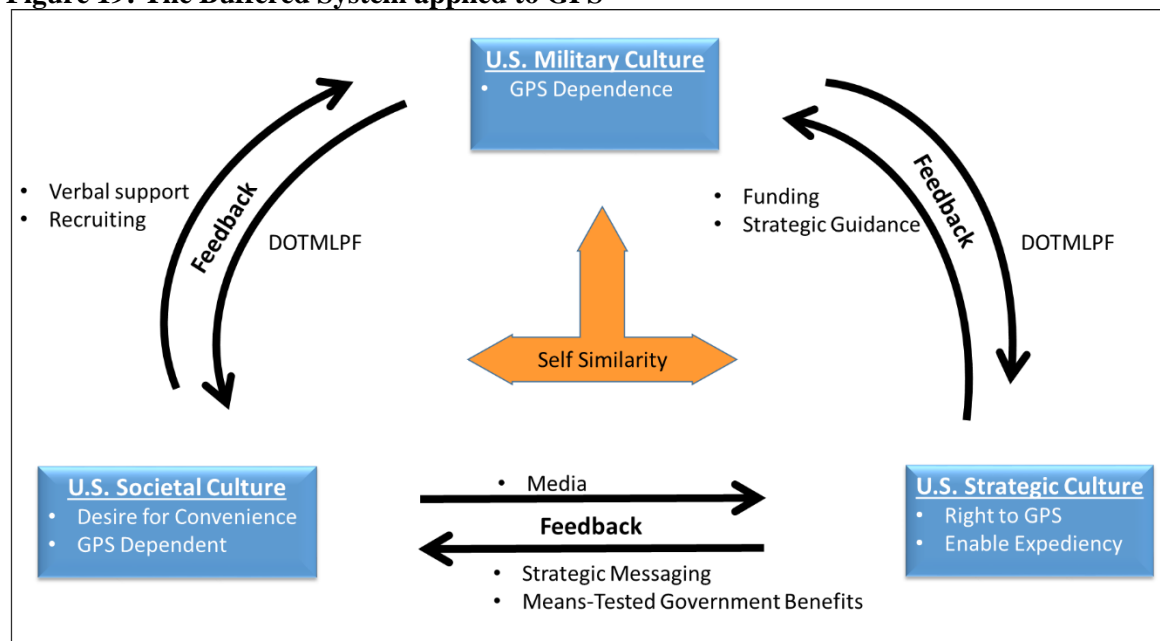 Figure 19: The Buffered System applied to GPS
U.S. Military Culture
• GPS Dependence
• Verbal support
• Recruiting
Feedback
DOTMLPF
• Funding
• Strategic Guidance
Feedback
DOTMLPF
Self Similarity
U.S. Societal Culture
• Desire for Convenience
• GPS Dependent
• Media
Feedback
• Strategic Messaging
• Means-Tested Government Benefits
U.S. Strategic Culture
• Right to GPS
• Enable Expediency